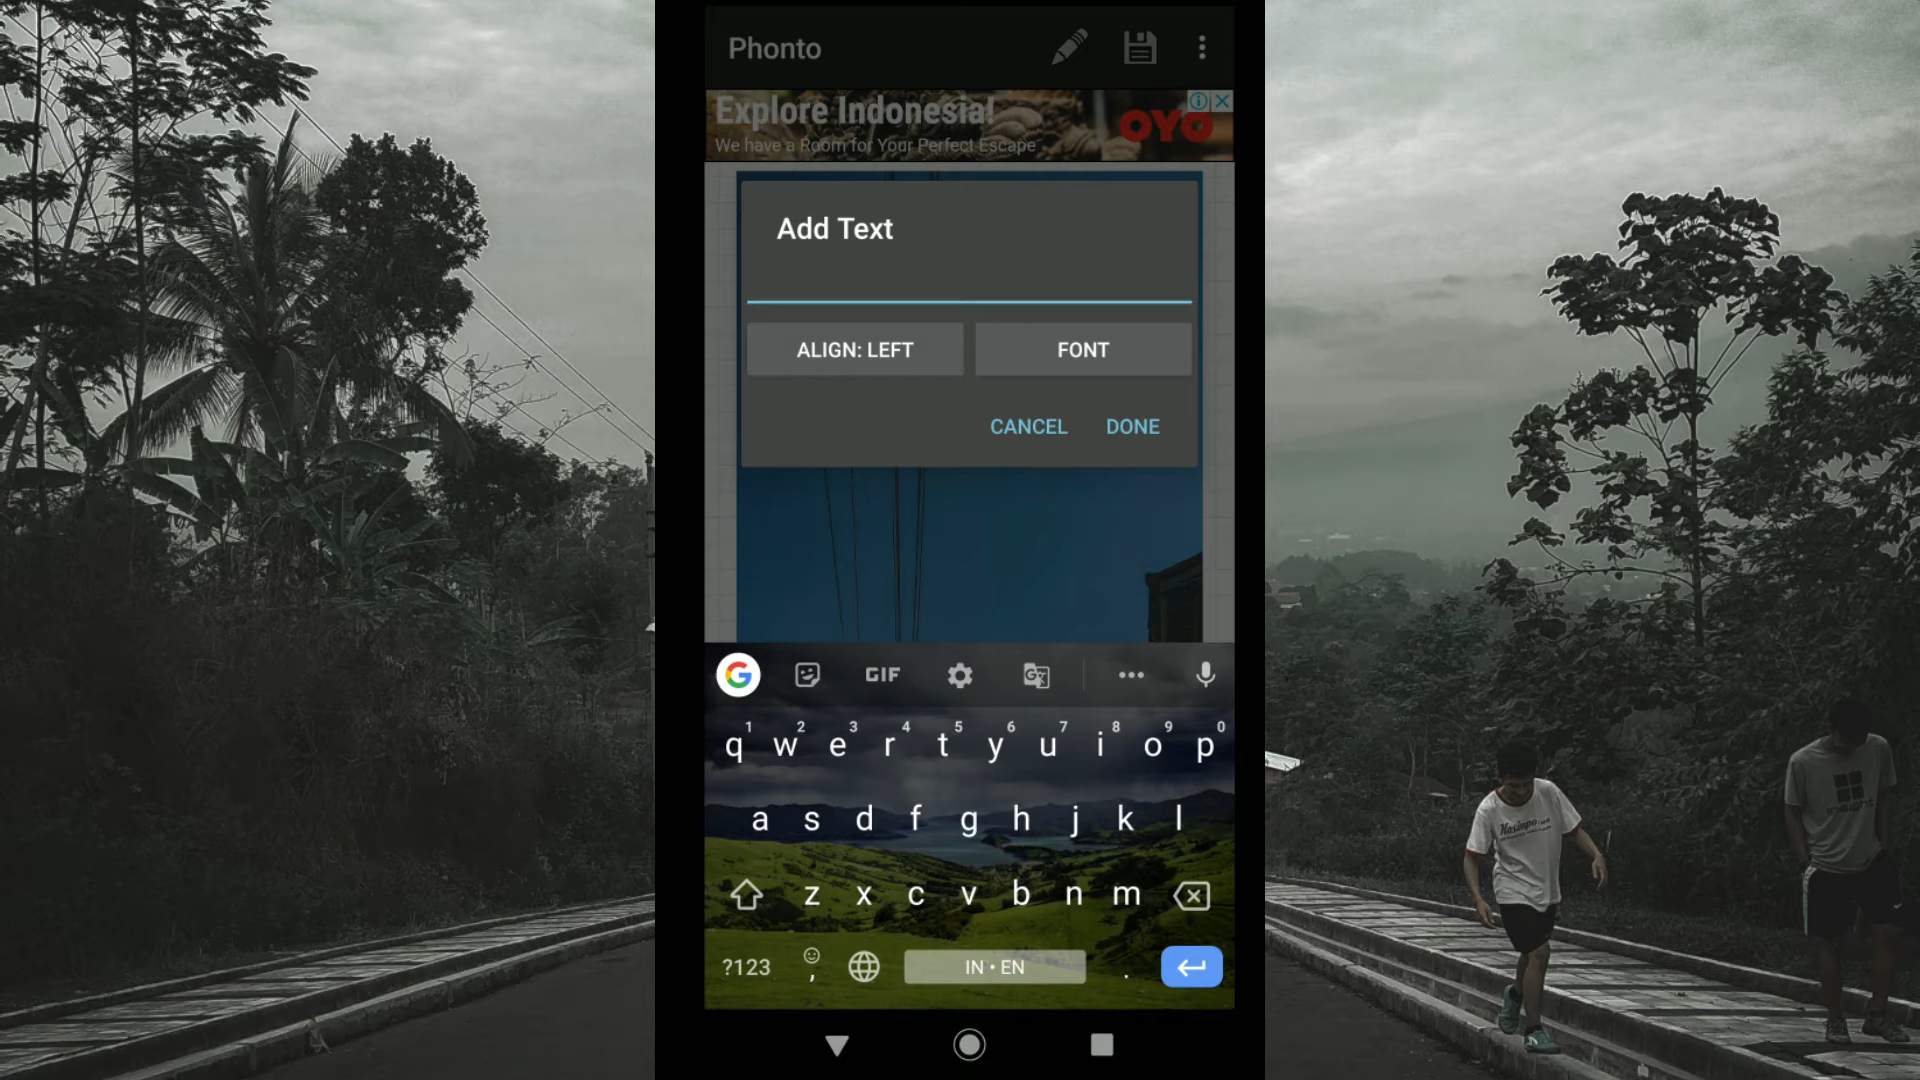 Phonto
Explore Indonesia!
We have a Room for Your Perfect Escape
OYO
Add Text
ALIGN: LEFT
FONT
CANCEL
DONE
G
GIF
1 2 3 4 5 6 7 8 9 0
q w e r t y u i o p
a s d f g h j k l
z x c v b n m
?123
,
IN • EN
.